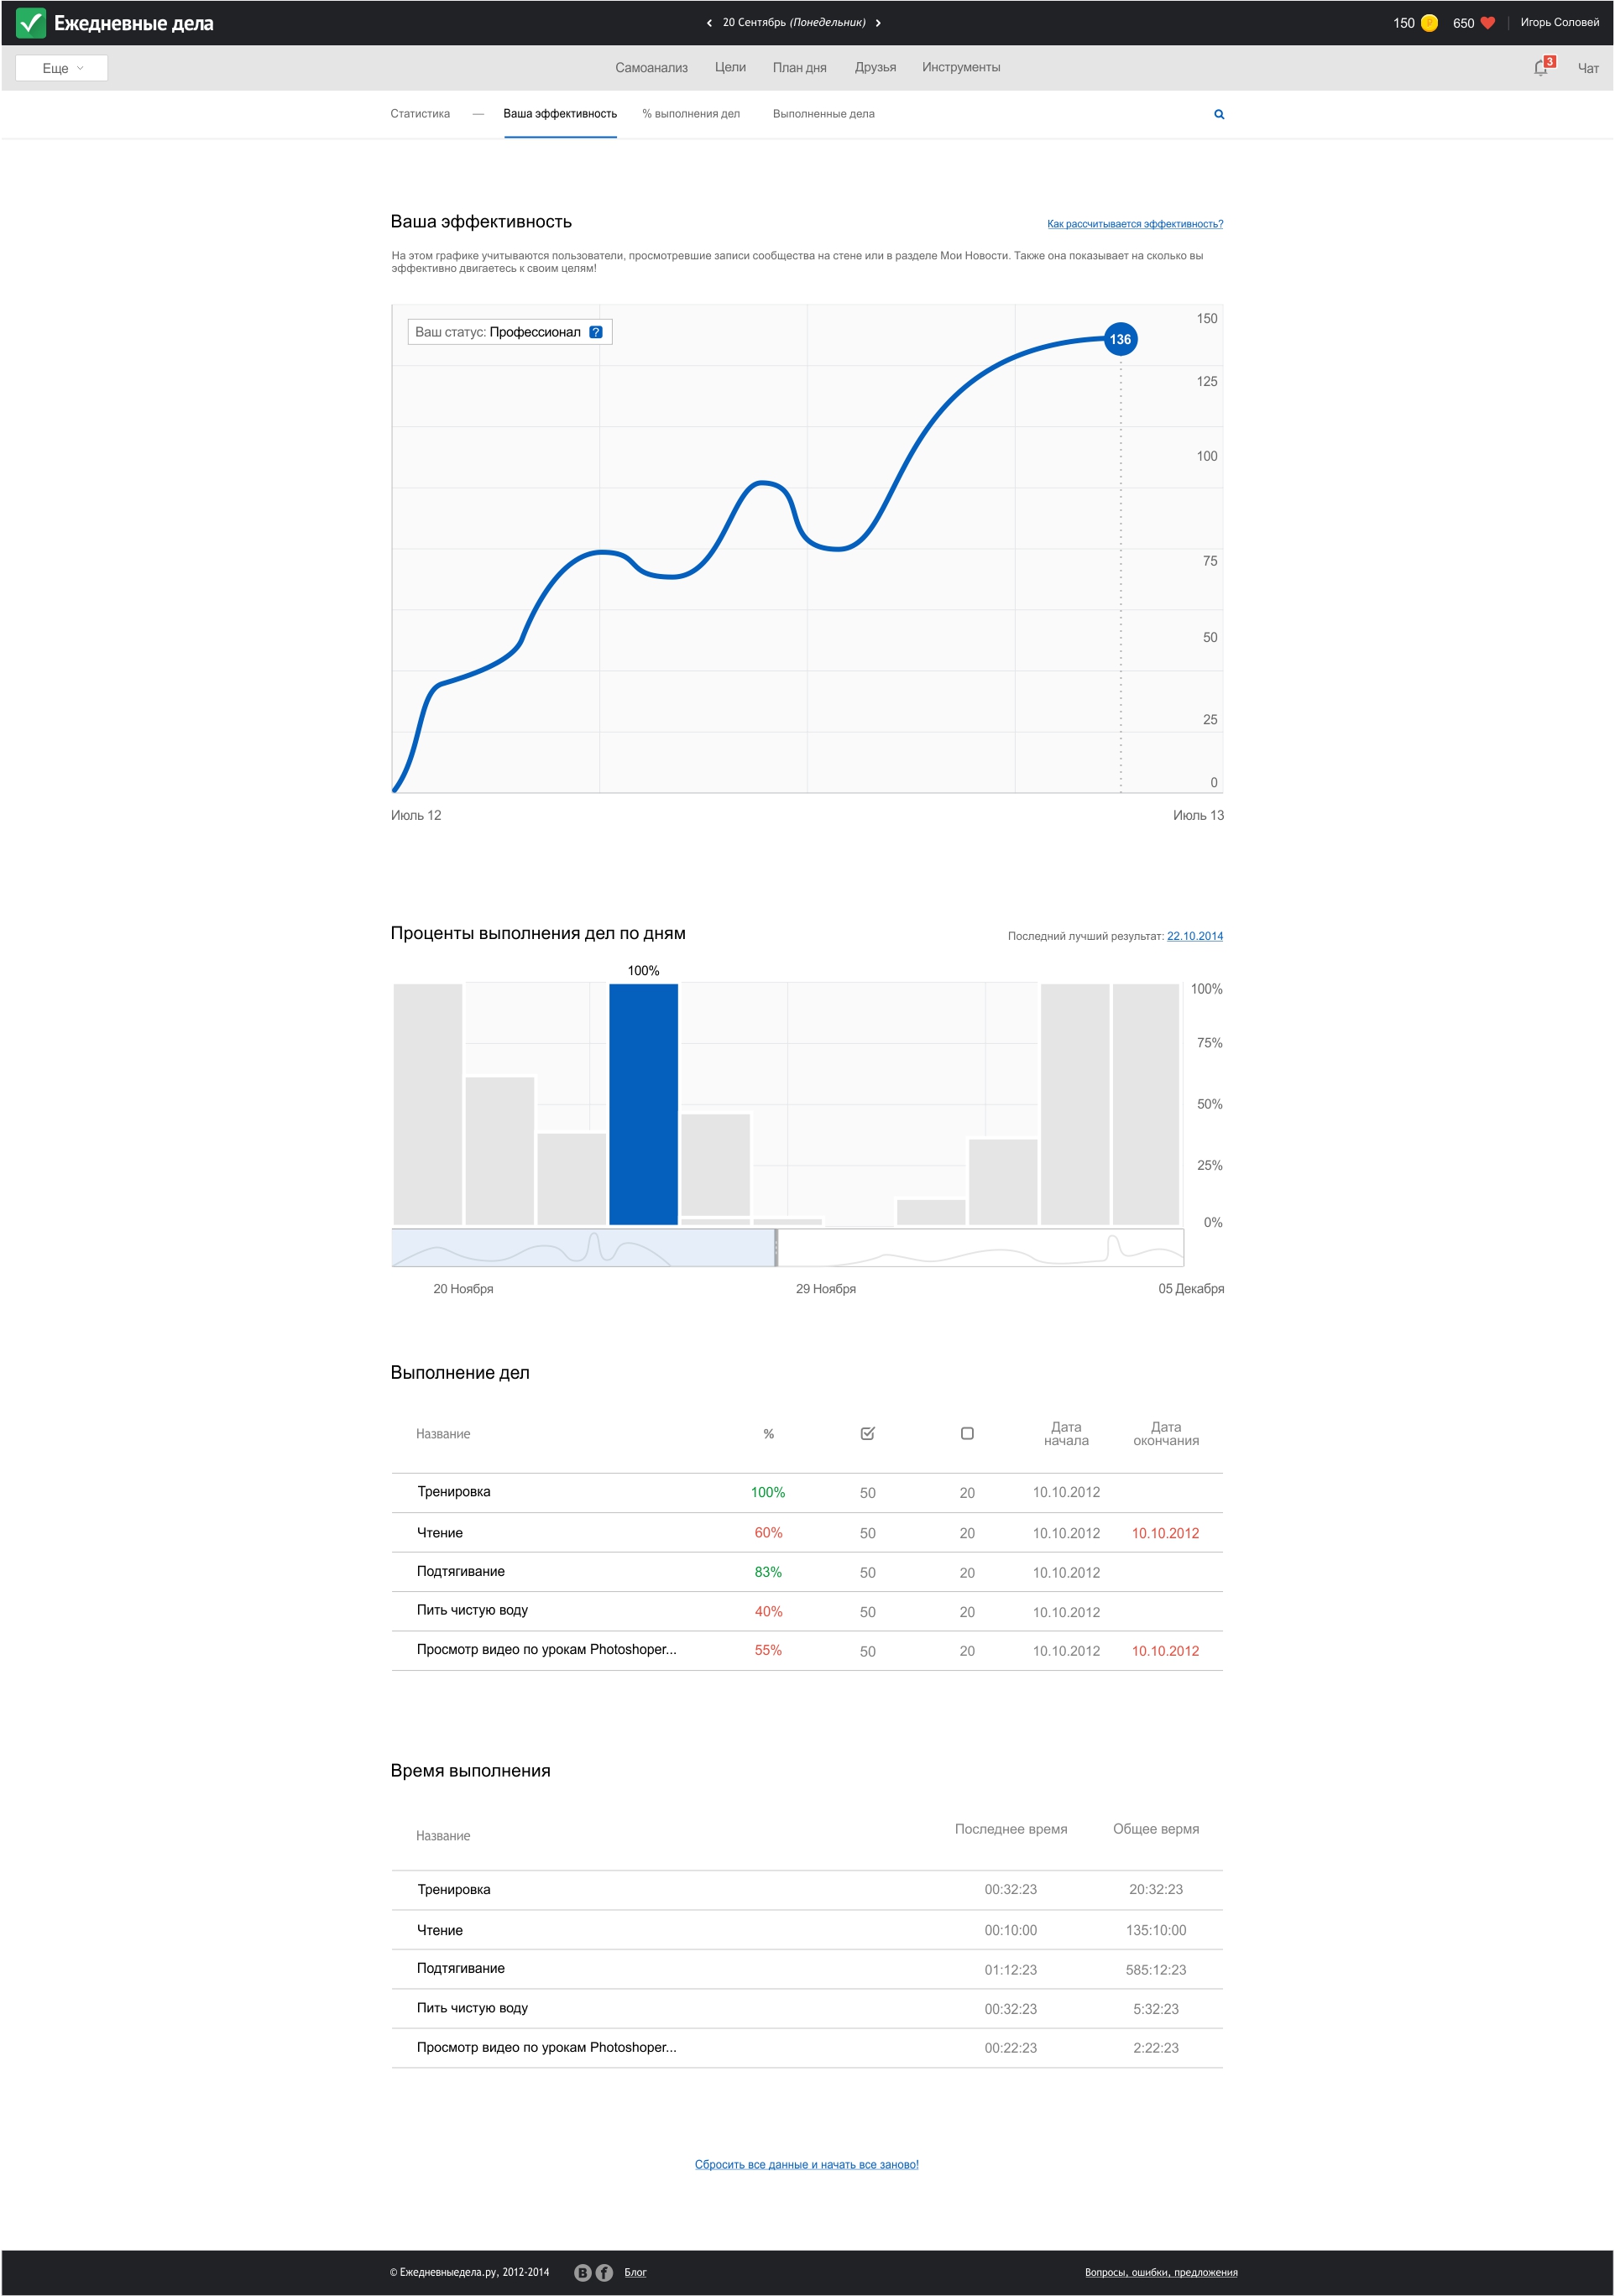 Ежедневные дела
20 Сентябрь (Понедельник)
150
650
Игорь Соловей
Еще
Самоанализ Цели План дня Друзья Инструменты
3
Чат
Статистика — Ваша эффективность % выполнения дел Выполненные дела
Ваша эффективность
Как рассчитывается эффективность?
На этом графике учитываются пользователи, просмотревшие записи сообщества на стене или в разделе Мои Новости. Также она показывает на сколько вы
эффективно двигаетесь к своим целям!
Ваш статус: Профессионал ?
136
150
125
100
75
50
25
0
Июль 12 Июль 13
Проценты выполнения дел по дням
Последний лучший результат: 22.10.2014
100%
100%
75%
50%
25%
0%
20 Ноября 29 Ноября 05 Декабря
Выполнение дел
Название % Дата начала Дата окончания
Тренировка 100% 50 20 10.10.2012
Чтение 60% 50 20 10.10.2012 10.10.2012
Подтягивание 83% 50 20 10.10.2012
Пить чистую воду 40% 50 20 10.10.2012
Просмотр видео по урокам Photoshoper... 55% 50 20 10.10.2012 10.10.2012
Время выполнения
Название Последнее время Общее вермя
Тренировка 00:32:23 20:32:23
Чтение 00:10:00 135:10:00
Подтягивание 01:12:23 585:12:23
Пить чистую воду 00:32:23 5:32:23
Просмотр видео по урокам Photoshoper... 00:22:23 2:22:23
Сбросить все данные и начать все заново!
© Ежедневныедела.ру, 2012-2014 B f Блог Вопросы, ошибки, предложения